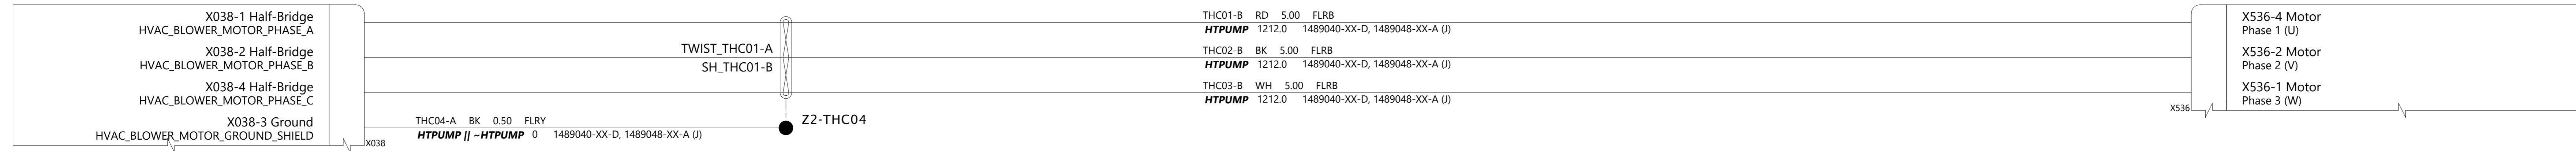 X038-1 Half-Bridge
HVAC_BLOWER_MOTOR_PHASE_A
X038-2 Half-Bridge
HVAC_BLOWER_MOTOR_PHASE_B
X038-4 Half-Bridge
HVAC_BLOWER_MOTOR_PHASE_C
X038-3 Ground
HVAC_BLOWER_MOTOR_GROUND_SHIELD
X038
THC04-A BK 0.50 FLRY
HTPUMP || ~HTPUMP 0 1489040-XX-D, 1489048-XX-A (J)
TWIST_THC01-A
SH_THC01-B
Z2-THC04
THC01-B RD 5.00 FLRB
HTPUMP 1212.0 1489040-XX-D, 1489048-XX-A (J)
THC02-B BK 5.00 FLRB
HTPUMP 1212.0 1489040-XX-D, 1489048-XX-A (J)
THC03-B WH 5.00 FLRB
HTPUMP 1212.0 1489040-XX-D, 1489048-XX-A (J)
X536
X536-4 Motor
Phase 1 (U)
X536-2 Motor
Phase 2 (V)
X536-1 Motor
Phase 3 (W)